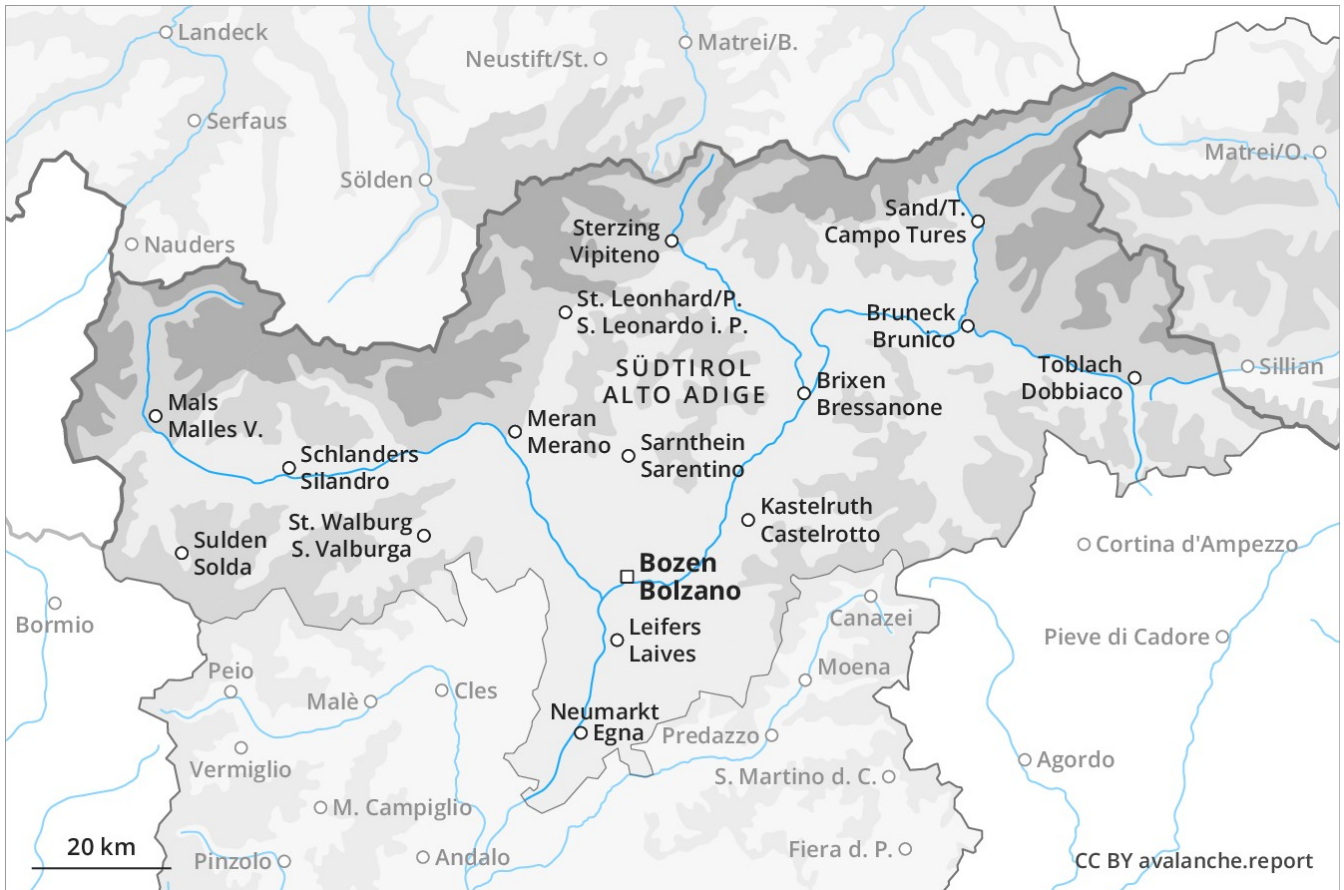 Landeck
Neustift/St.
Matrei/B.
Serfaus
Sölden
Matrei/O.
Nauders
Sterzing
Vipiteno
Sand/T.
Campo Tures
St. Leonhard/P.
S. Leonardo i. P.
Bruneck
Brunico
SÜDTIROL
ALTO ADIGE
Toblach
Dobbiaco
Sillian
Brixen
Bressanone
Mals
Malles V.
Meran
Merano
Sarnthein
Sarentino
Schlanders
Silandro
St. Walburg
S. Valburga
Kastelruth
Castelrotto
Sulden
Solda
Cortina d'Ampezzo
Bozen
Bolzano
Bormio
Canazei
Leifers
Laives
Pieve di Cadore
Peio
Moena
Malè
Cles
Neumarkt
Egna
Predazzo
Vermiglio
S. Martino d. C.
Agordo
M. Campiglio
20 km
Pinzolo
Andalo
Fiera d. P.
CC BY avalanche.report